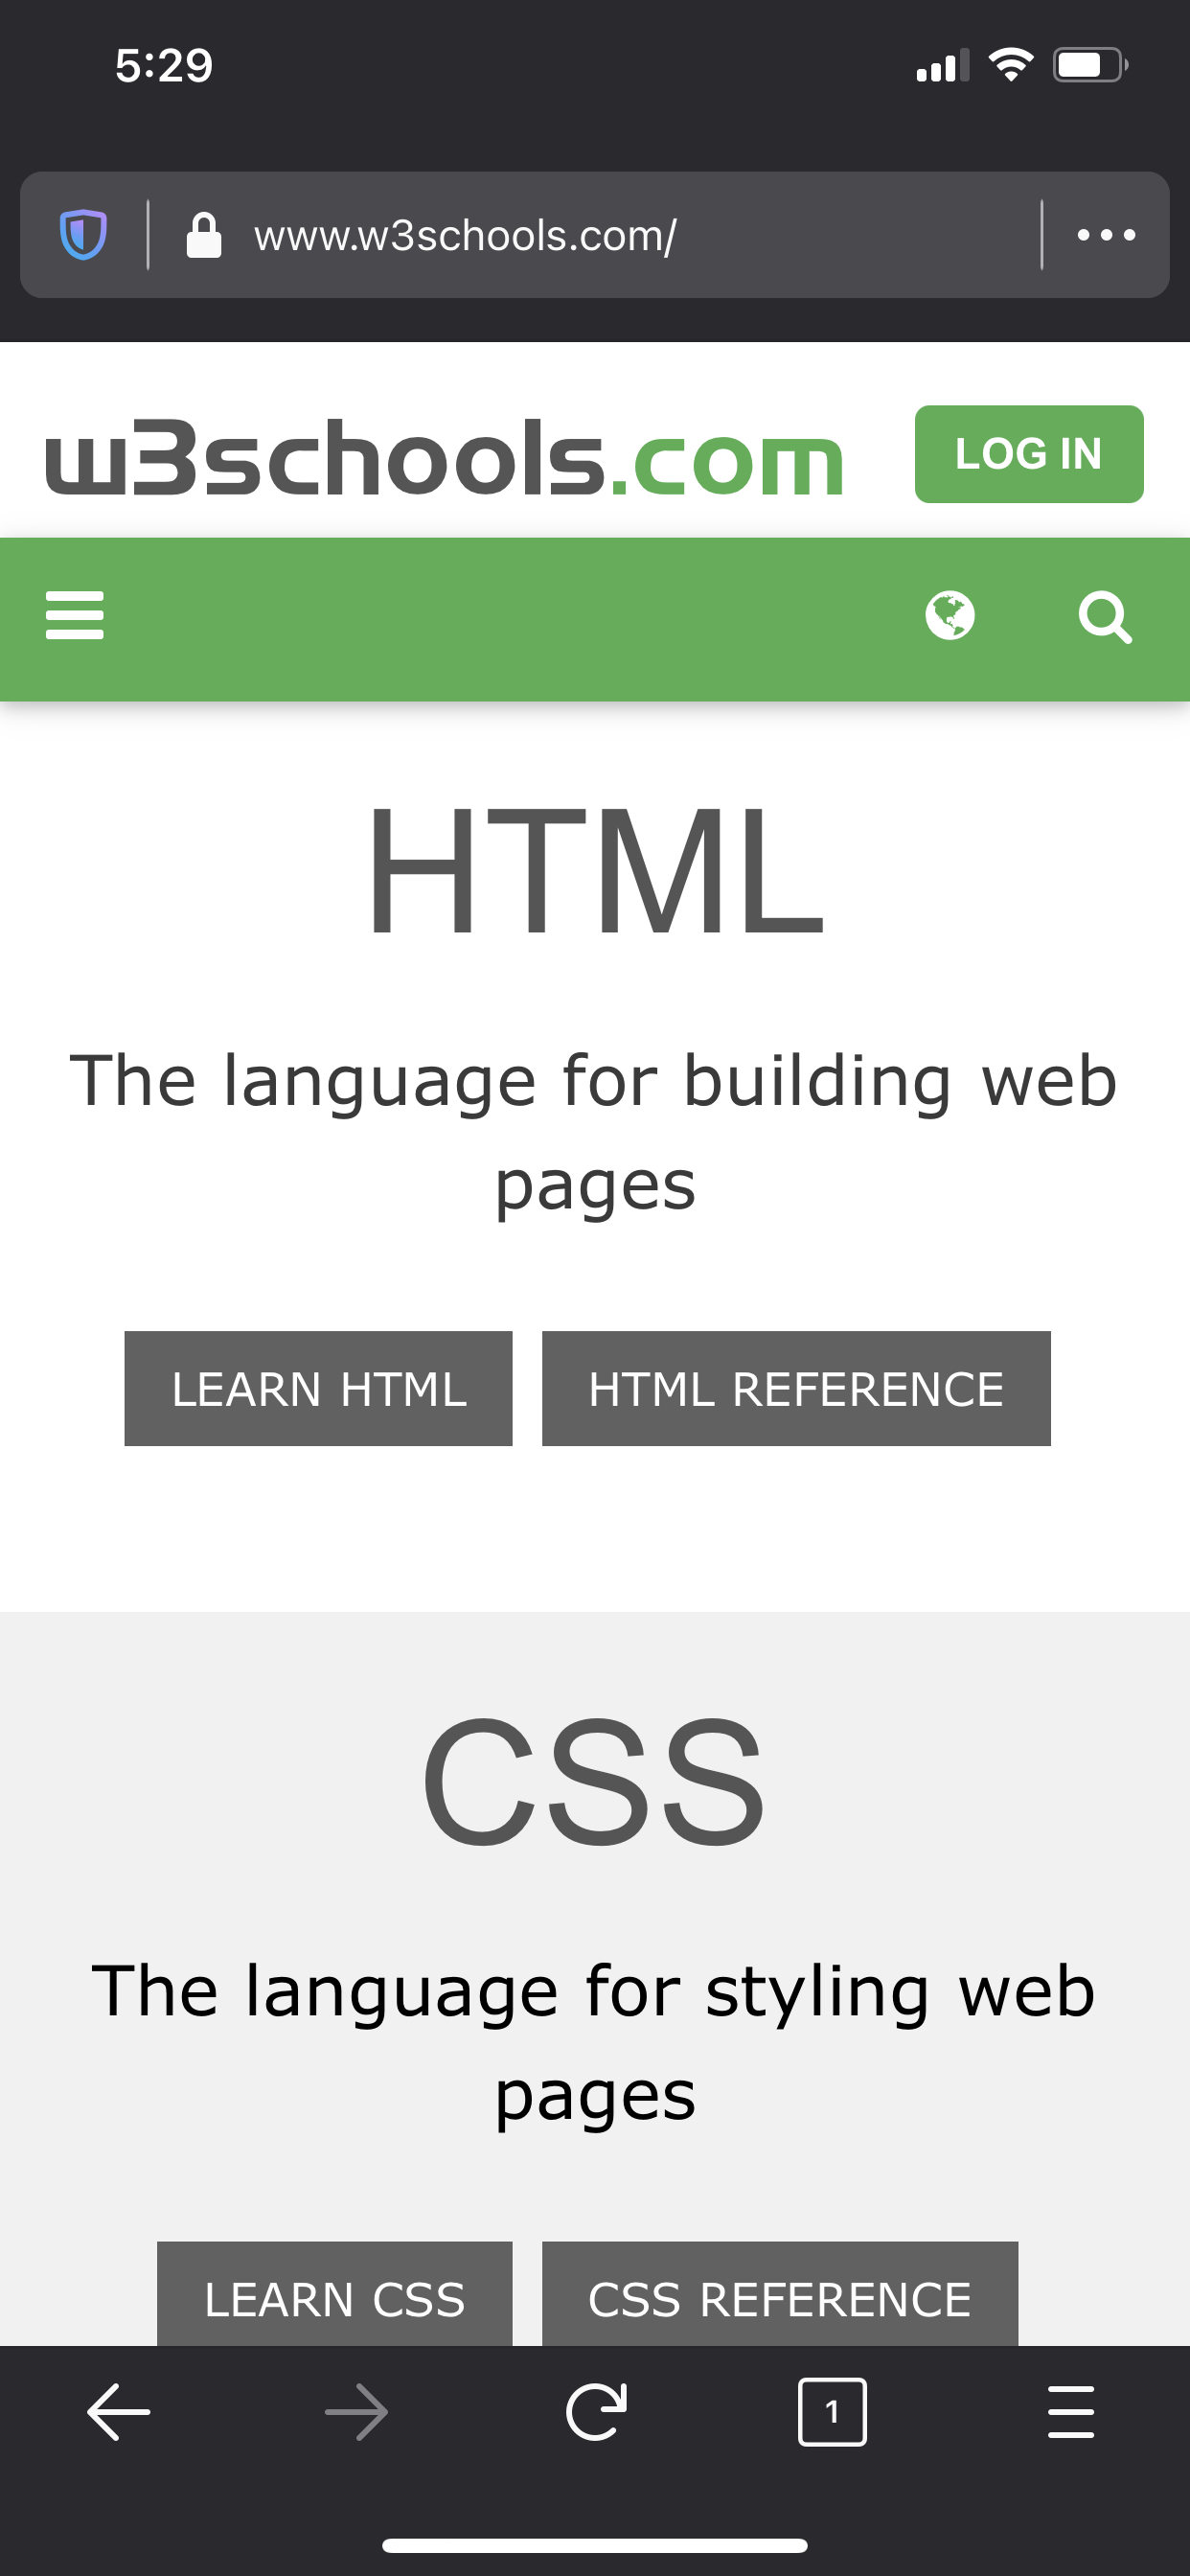 5:29
www.w3schools.com/
w3schools.com
LOG IN
HTML
The language for building web
pages
LEARN HTML
HTML REFERENCE
CSS
The language for styling web
pages
LEARN CSS
CSS REFERENCE
1